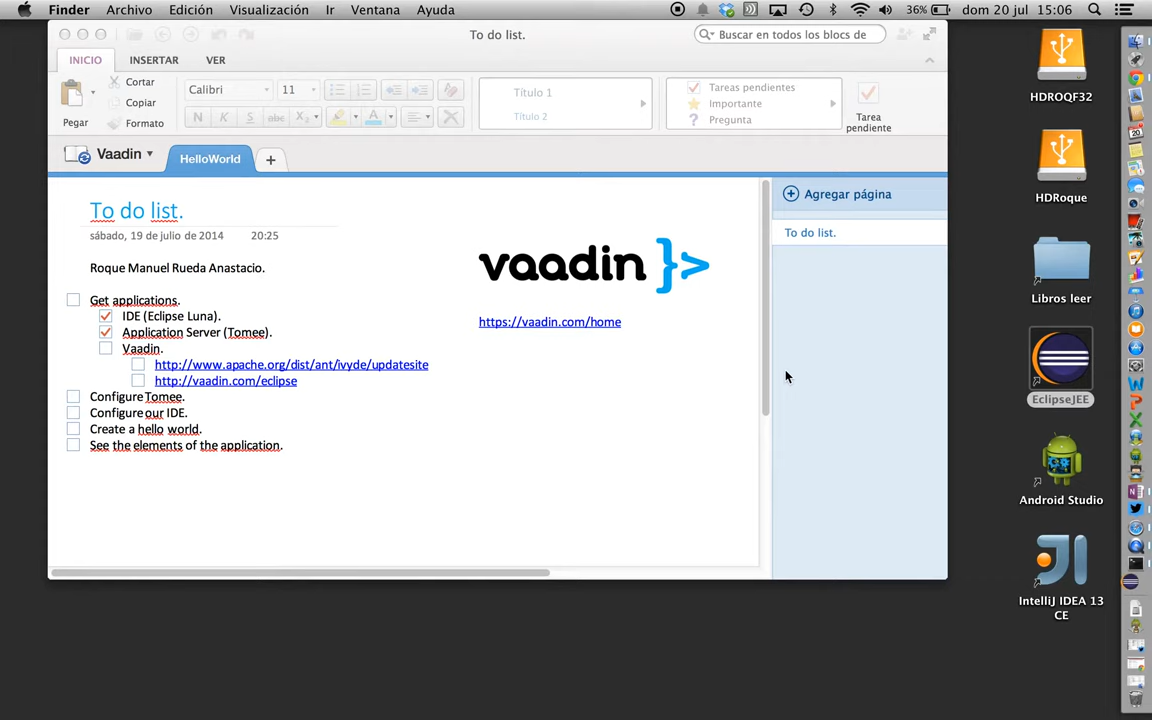 Finder Archivo Edición Visualización Ir Ventana Ayuda 36% dom 20 jul 15:06
To do list.
Buscar en todos los blocs de
INICIO INSERTAR VER
Pegar
Cortar
Copiar
Formato
Calibri 11
N K S abc X
A
Título 1
Título 2
Tareas pendientes
Importante
Pregunta
Tarea
pendiente
Vaadin
HelloWorld
+
Agregar página
To do list.
To do list.
sábado, 19 de julio de 2014 20:25
Roque Manuel Rueda Anastacio.
Get applications.
IDE (Eclipse Luna).
Application Server (Tomee).
Vaadin.
http://www.apache.org/dist/ant/ivyde/updatesite
http://vaadin.com/eclipse
Configure Tomee.
Configure our IDE.
Create a hello world.
See the elements of the application.
vaadin }>
https://vaadin.com/home
HDROQF32
HDRoque
Libros leer
EclipseJEE
Android Studio
IntelliJ IDEA 13
CE